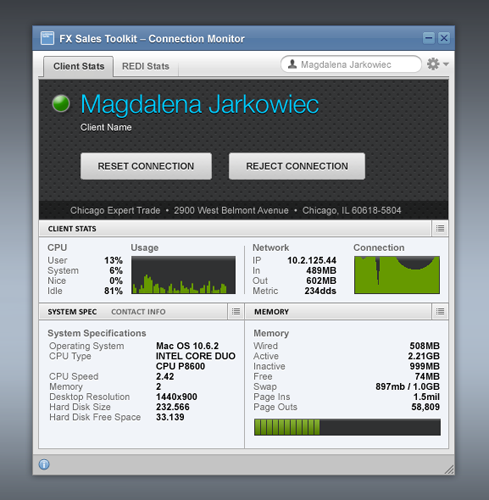 FX Sales Toolkit – Connection Monitor
Client Stats
REDI Stats
Magdalena Jarkowiec
Magdalena Jarkowiec
Client Name
RESET CONNECTION
REJECT CONNECTION
Chicago Expert Trade • 2900 West Belmont Avenue • Chicago, IL 60618-5804
CLIENT STATS
CPU
User 13%
System 6%
Nice 0%
Idle 81%
Usage
Network
IP 10.2.125.44
In 489MB
Out 602MB
Metric 234dds
Connection
SYSTEM SPEC
CONTACT INFO
System Specifications
Operating System Mac OS 10.6.2
CPU Type INTEL CORE DUO
CPU P8600
CPU Speed 2.42
Memory 2
Desktop Resolution 1440x900
Hard Disk Size 232.566
Hard Disk Free Space 33.139
MEMORY
Memory
Wired 508MB
Active 2.21GB
Inactive 999MB
Free 74MB
Swap 897mb / 1.0GB
Page Ins 1.5mil
Page Outs 58,809